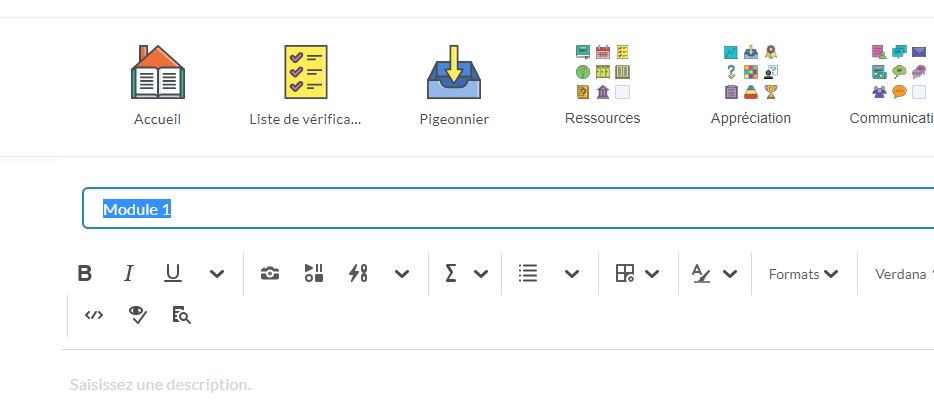 Accueil
Liste de vérifica...
Pigeonnier
Ressources
Appréciation
Communicati
Module 1
B I U Σ Formats Verdana
Saisissez une description.